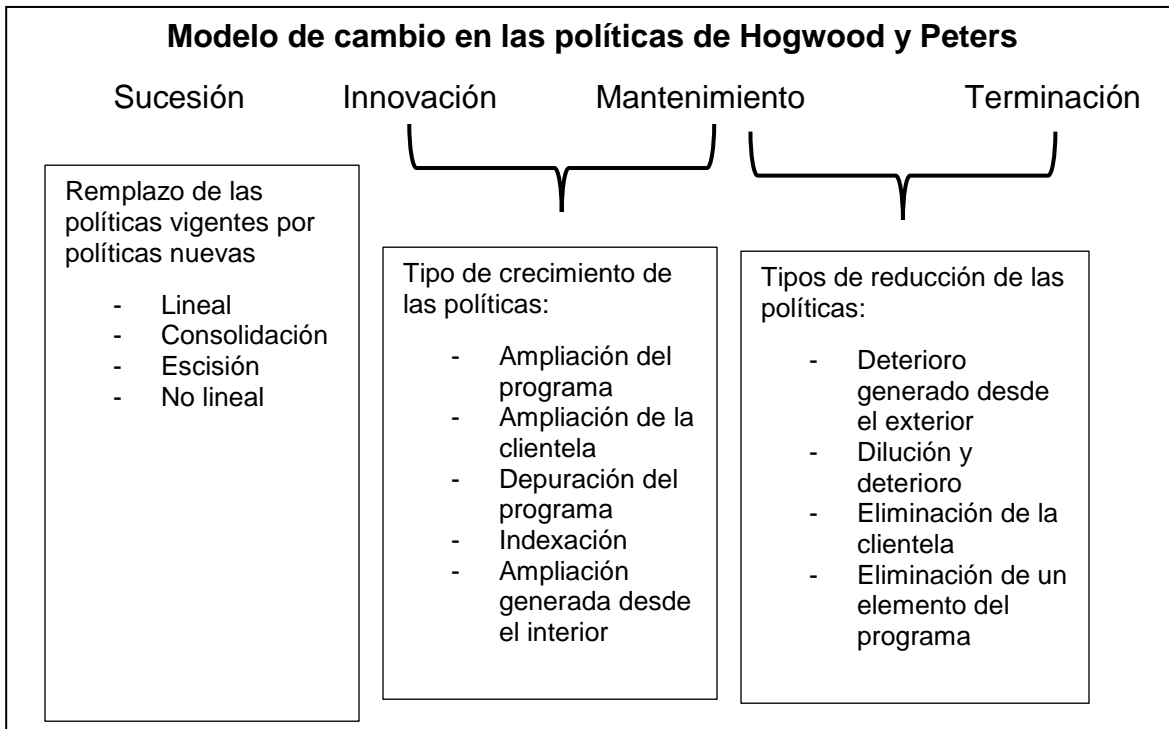 Modelo de cambio en las políticas de Hogwood y Peters
Sucesión Innovación Mantenimiento Terminación
Remplazo de las
políticas vigentes por
políticas nuevas
- Lineal
- Consolidación
- Escisión
- No lineal
Tipo de crecimiento de
las políticas:
- Ampliación del
programa
- Ampliación de la
clientela
- Depuración del
programa
- Indexación
- Ampliación
generada desde
el interior
Tipos de reducción de las
políticas:
- Deterioro
generado desde
el exterior
- Dilución y
deterioro
- Eliminación de la
clientela
- Eliminación de un
elemento del
programa